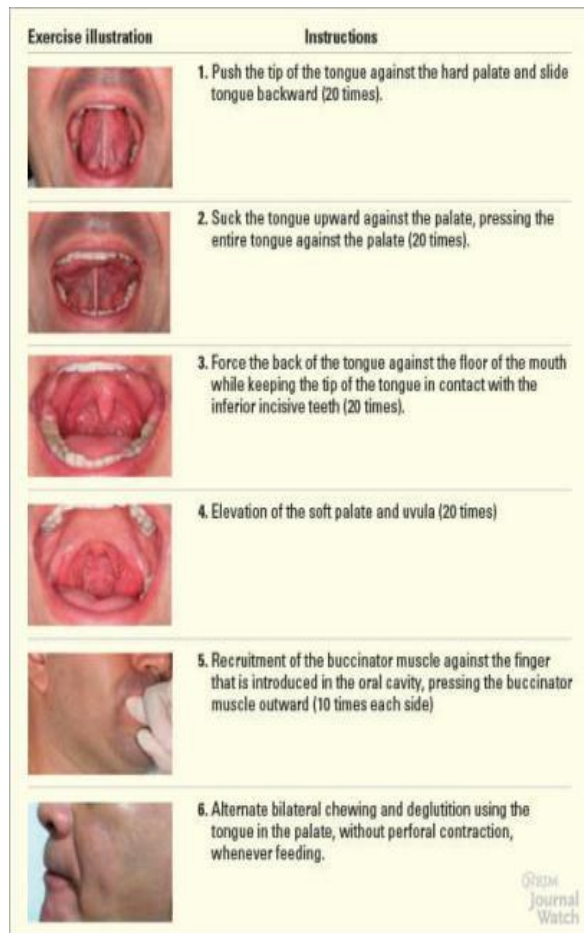 Exercise illustration
Instructions
1. Push the tip of the tongue against the hard palate and slide
tongue backward (20 times).
2. Suck the tongue upward against the palate, pressing the
entire tongue against the palate (20 times).
3. Force the back of the tongue against the floor of the mouth
while keeping the tip of the tongue in contact with the
inferior incisive teeth (20 times).
4. Elevation of the soft palate and uvula (20 times)
5. Recruitment of the buccinator muscle against the finger
that is introduced in the oral cavity, pressing the buccinator
muscle outward (10 times each side)
6. Alternate bilateral chewing and deglutition using the
tongue in the palate, without perforal contraction,
whenever feeding.
Journal
Watch